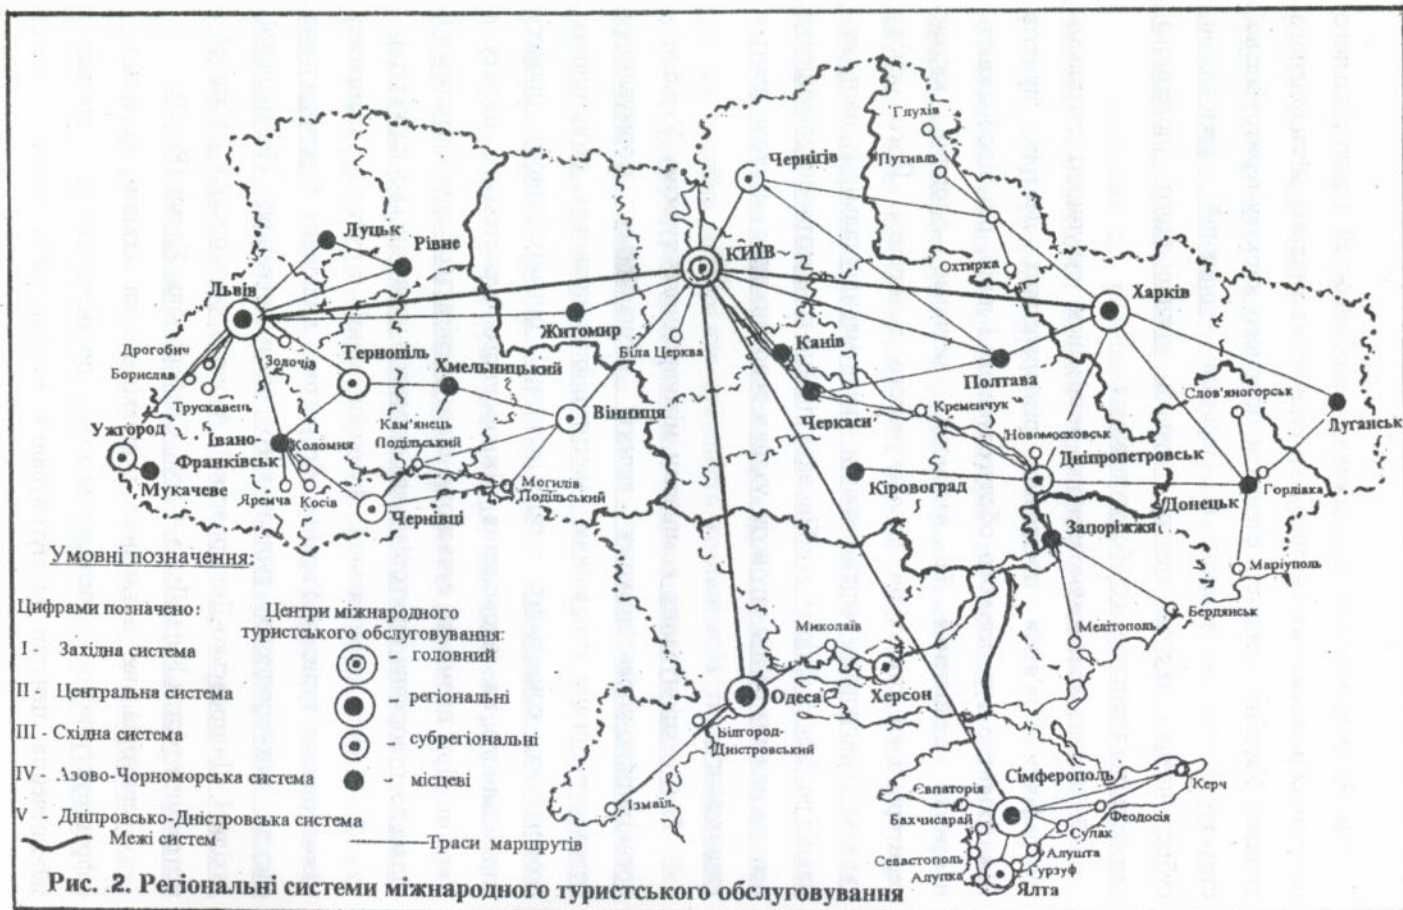 Глухів
Чернігів
Путивль
Луцьк
Рівне
КИЇВ
Охтирка
Львів
Харків
Житомир
Канів
Дрогобич
Золочів
Тернопіль
Біла Церква
Борислав
Хмельницький
Полтава
Слов'яногорськ
Трускавець
Кам'янець
Подільський
Вінниця
Черкаси
Кременчук
Луганськ
Ужгород
Івано-
Франківськ
Коломия
Новомосковськ
Дніпропетровськ
Мукачеве
Яремча
Косів
Могилів
Подільський
Кіровоград
Донецьк
Горлівка
Чернівці
Запоріжжя
Маріуполь
Умовні позначення:
Цифрами позначено:
І - Західна система
ІІ - Центральна система
ІІІ - Східна система
IV - Азово-Чорноморська система
V - Дніпровсько-Дністровська система
Межі систем
Центри міжнародного
туристського обслуговування:
- головний
- регіональні
- субрегіональні
- місцеві
Траси маршрутів
Миколаїв
Мелітополь
Бердянськ
Одеса
Херсон
Білгород-
Дністровський
Ізмаїл
Сімферополь
Керч
Євпаторія
Бахчисарай
Феодосія
Судак
Севастополь
Алушта
Алупка
Гурзуф
Ялта
Рис. 2. Регіональні системи міжнародного туристського обслуговування